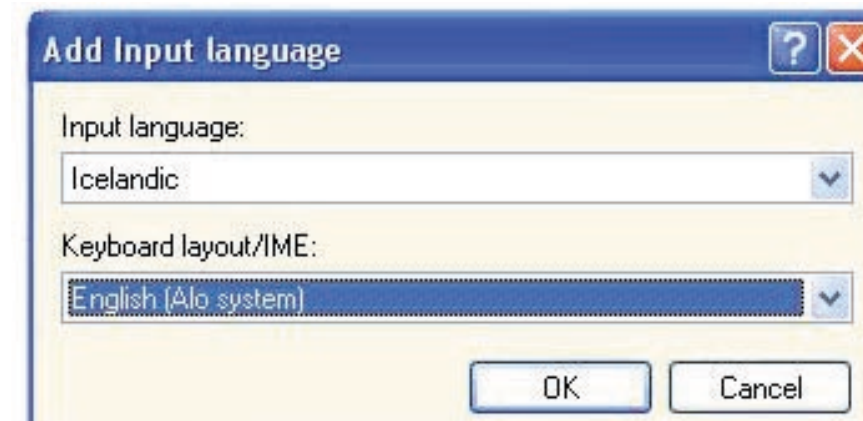 Add Input language
Input language:
Icelandic
Keyboard layout/IME:
English (Alo system)
OK Cancel